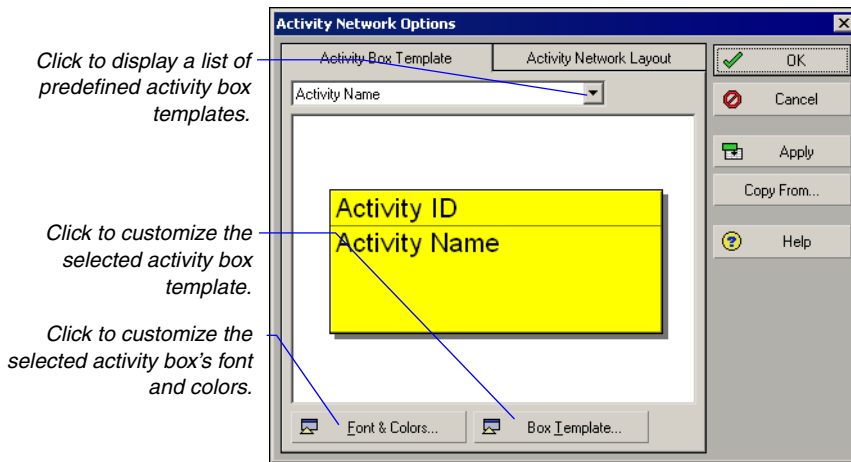 Activity Network Options
Click to display a list of
predefined activity box
templates.
Activity Box Template
Activity Network Layout
Activity Name
OK
Cancel
Apply
Copy From...
Help
Activity ID
Activity Name
Click to customize the
selected activity box
template.
Click to customize the
selected activity box's font
and colors.
Font & Colors...
Box Template...